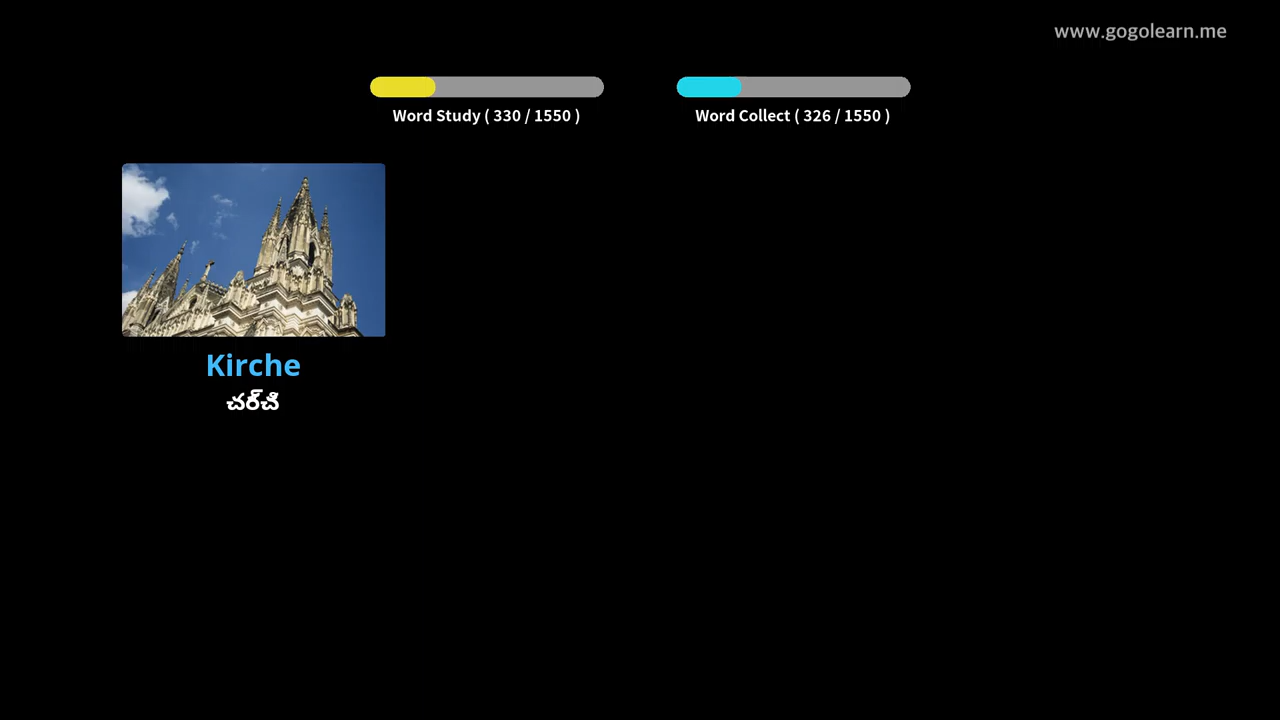 www.gogolearn.me
Word Study ( 330 / 1550 )
Word Collect ( 326 / 1550 )
Kirche
చర్చి